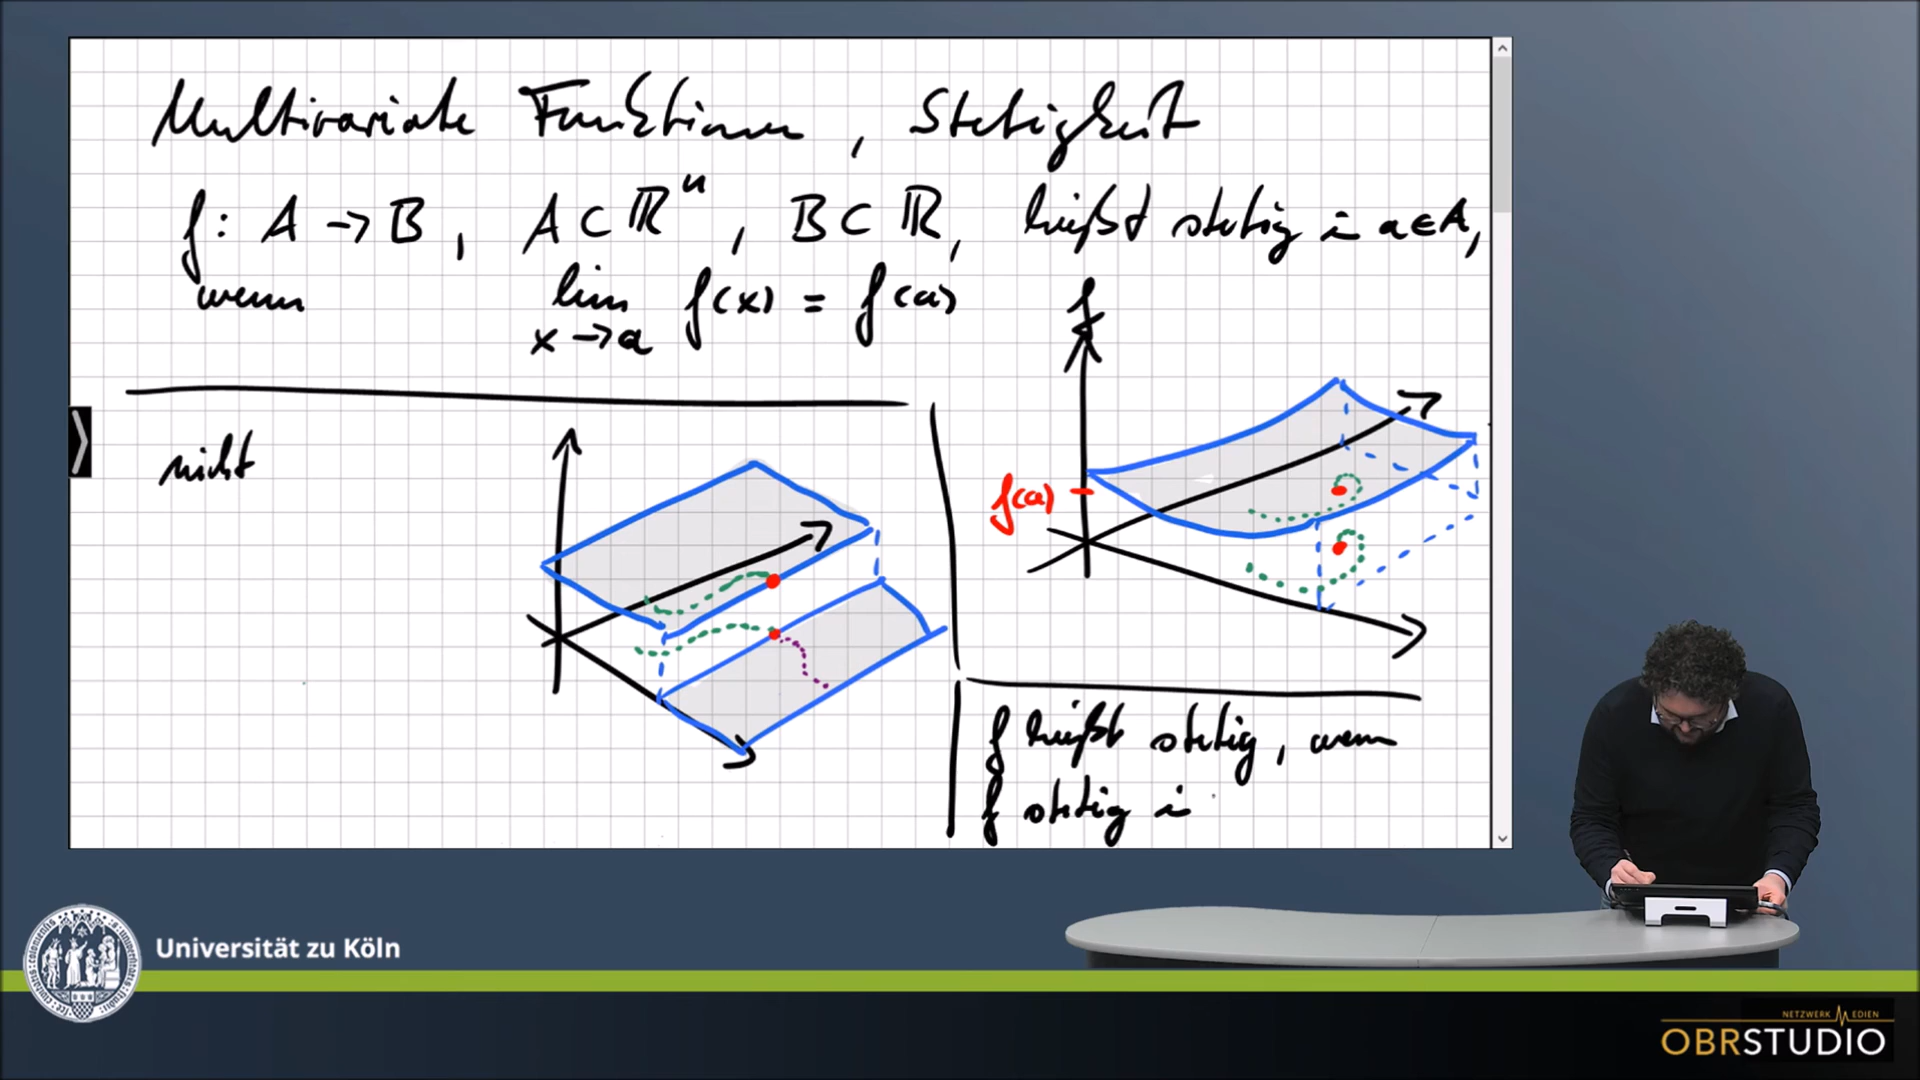 Multivariate Funktionen, Stetigkeit
f: A → B, A ⊂ ℝⁿ, B ⊂ ℝ, heißt stetig in a ∈ A,
wenn lim f(x) = f(a)
x → a
f
nicht
f(a)
f heißt stetig, wenn
f stetig in
Universität zu Köln
NETZWERK MEDIEN
OBRSTUDIO